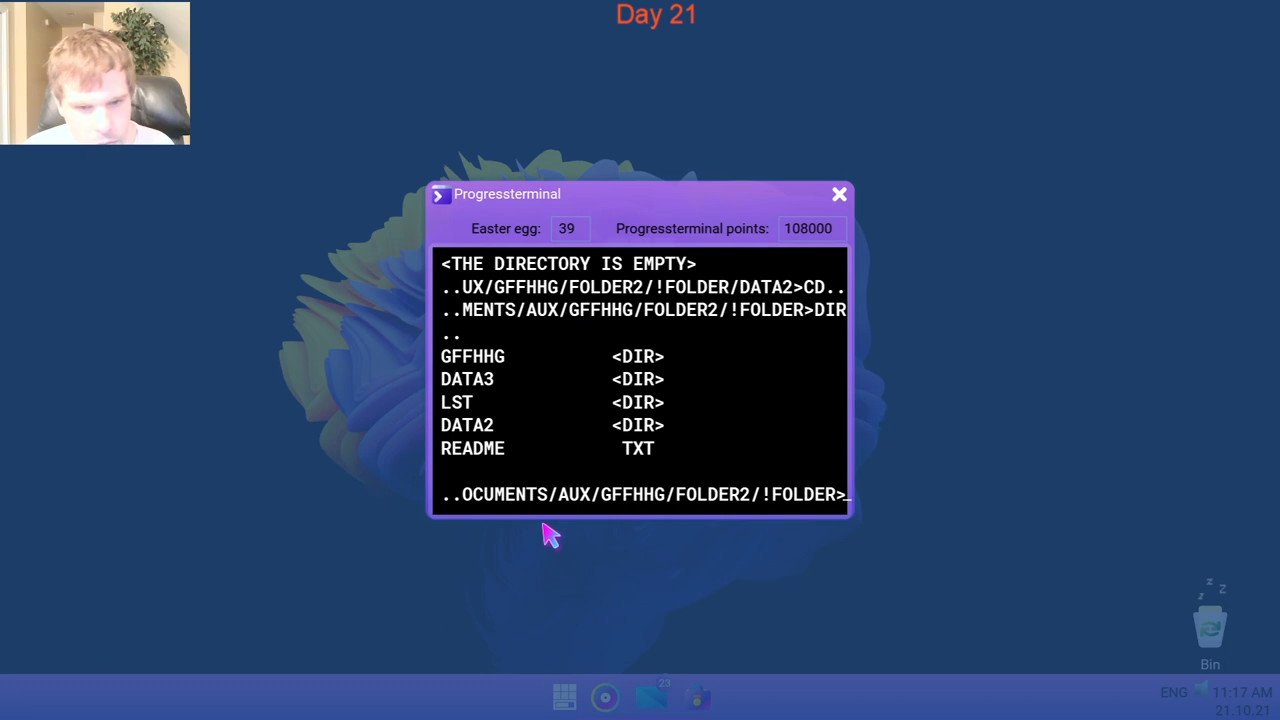 Day 21
Progressterminal
Easter egg: 39 Progressterminal points: 108000
<THE DIRECTORY IS EMPTY>
..UX/GFFHHG/FOLDER2/!FOLDER/DATA2>CD..
..MENTS/AUX/GFFHHG/FOLDER2/!FOLDER>DIR
..
GFFHHG <DIR>
DATA3 <DIR>
LST <DIR>
DATA2 <DIR>
README TXT
..OCUMENTS/AUX/GFFHHG/FOLDER2/!FOLDER>_
z z z
Bin
23
ENG 11:17 AM
21.10.21